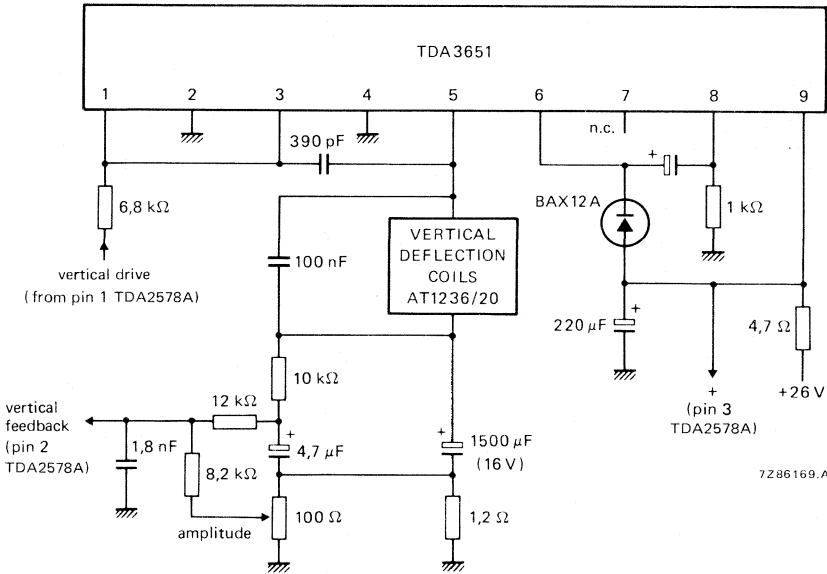 TDA3651
1 2 3 4 5 6 7 8 9
n.c.
390 pF
+
6,8 kΩ
BAX12A
1 kΩ
VERTICAL
DEFLECTION
COILS
AT1236/20
100 nF
vertical drive
(from pin 1 TDA2578A)
220 μF
+
4,7 Ω
10 kΩ
+26 V
+
(pin 3
TDA2578A)
12 kΩ
vertical
feedback
(pin 2
TDA2578A)
1,8 nF
+
4,7 μF
+
1500 μF
(16 V)
8,2 kΩ
7Z86169.A
100 Ω
1,2 Ω
amplitude